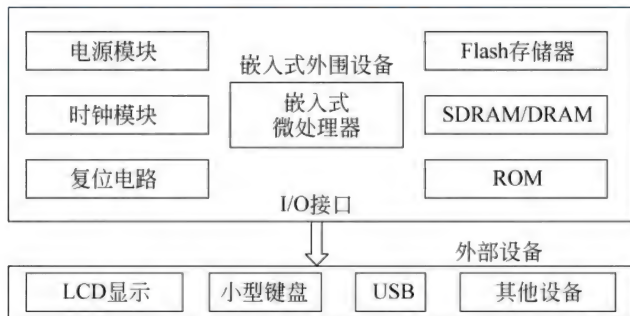 电源模块
嵌入式外围设备
Flash存储器
时钟模块
嵌入式
微处理器
SDRAM/DRAM
复位电路
ROM
I/O接口
外部设备
LCD显示
小型键盘
USB
其他设备